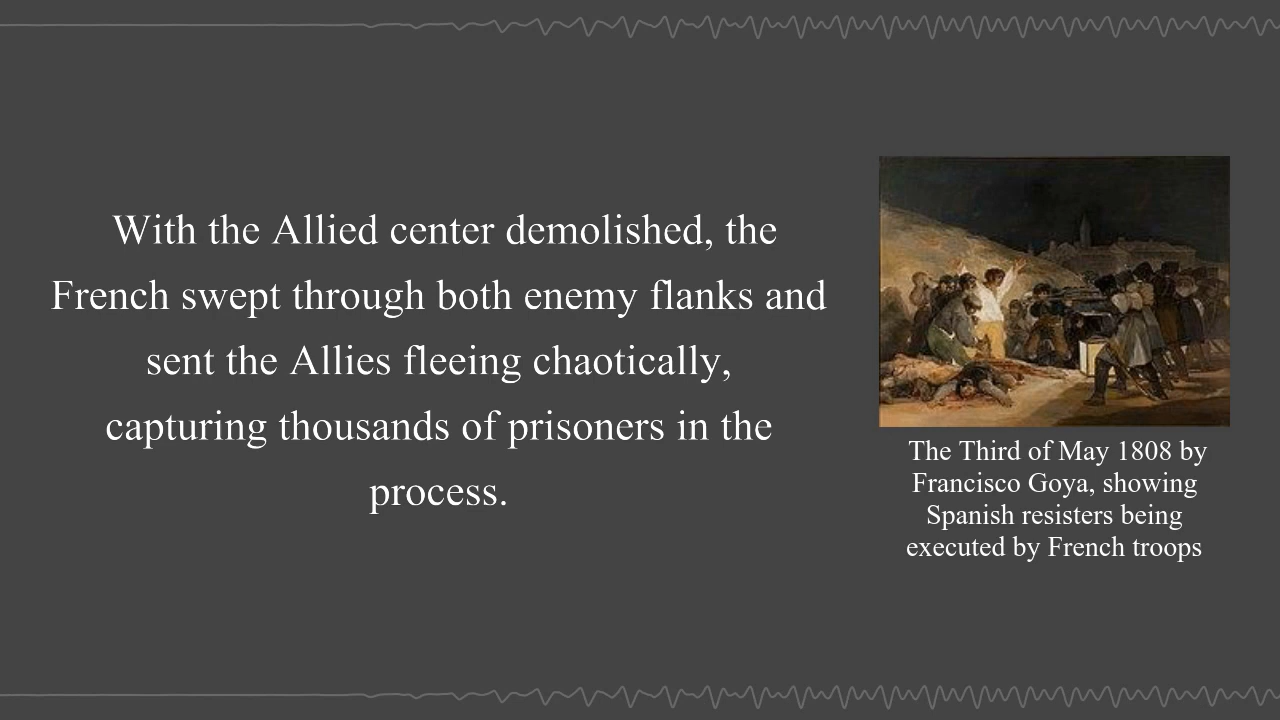 With the Allied center demolished, the
French swept through both enemy flanks and
sent the Allies fleeing chaotically,
capturing thousands of prisoners in the
process.
The Third of May 1808 by
Francisco Goya, showing
Spanish resisters being
executed by French troops